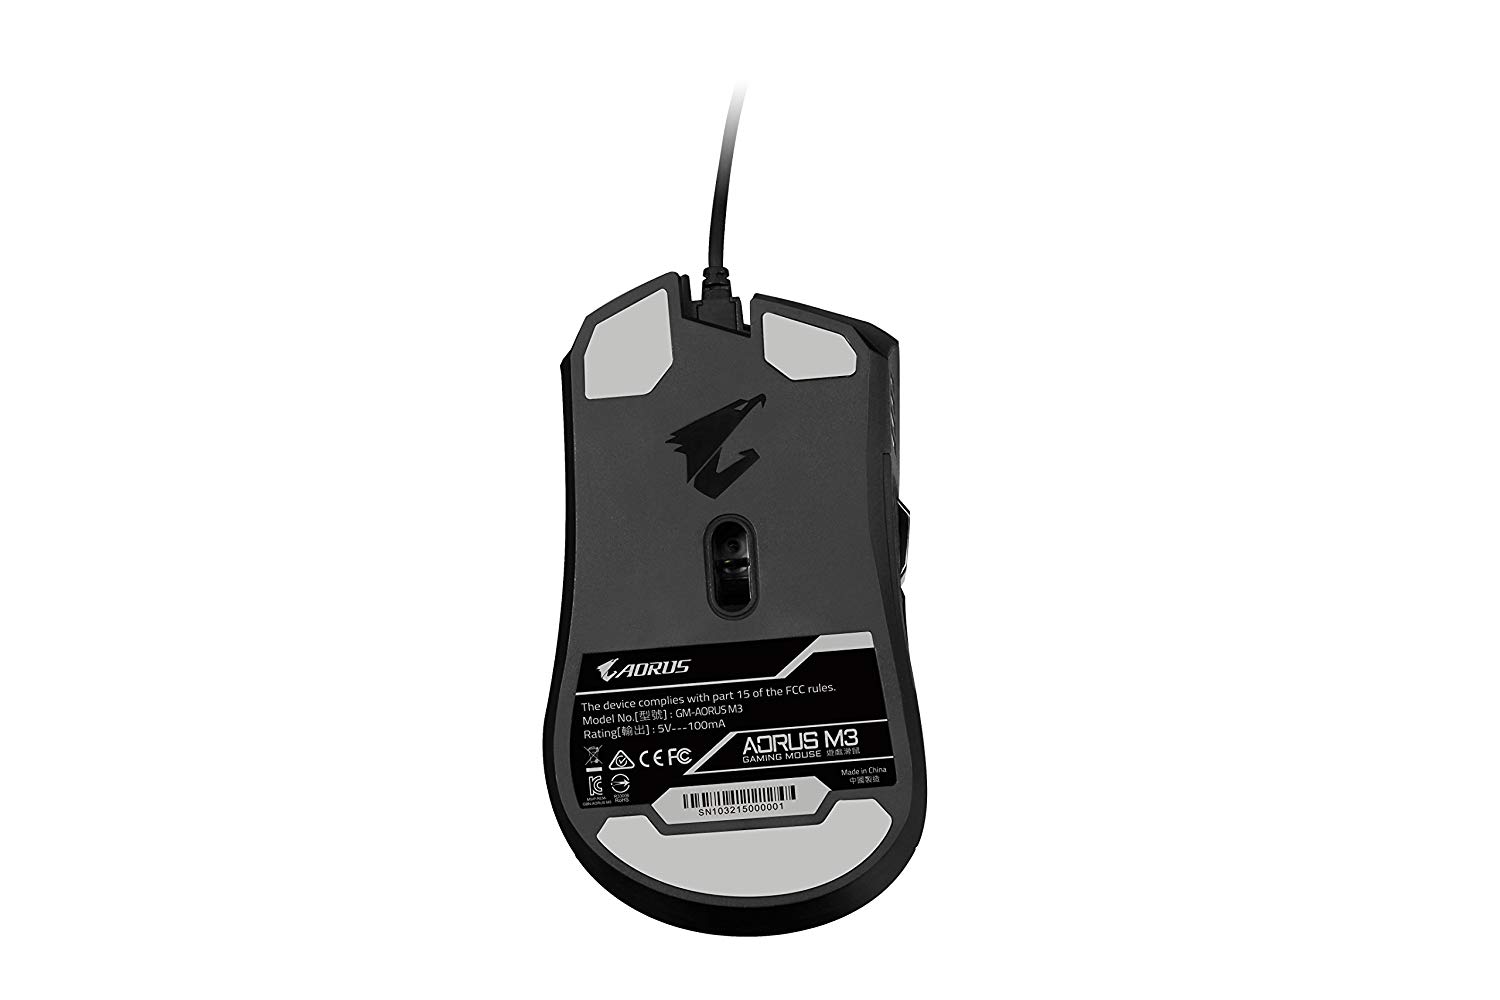 AORUS
The device complies with part 15 of the FCC rules.
Model No.[型號] : GM-AORUS M3
Rating[輸出] : 5V---100mA
CE FC
AORUS M3
GAMING MOUSE 遊戲滑鼠
Made in China
中國製造
RoHS
SN103215000001